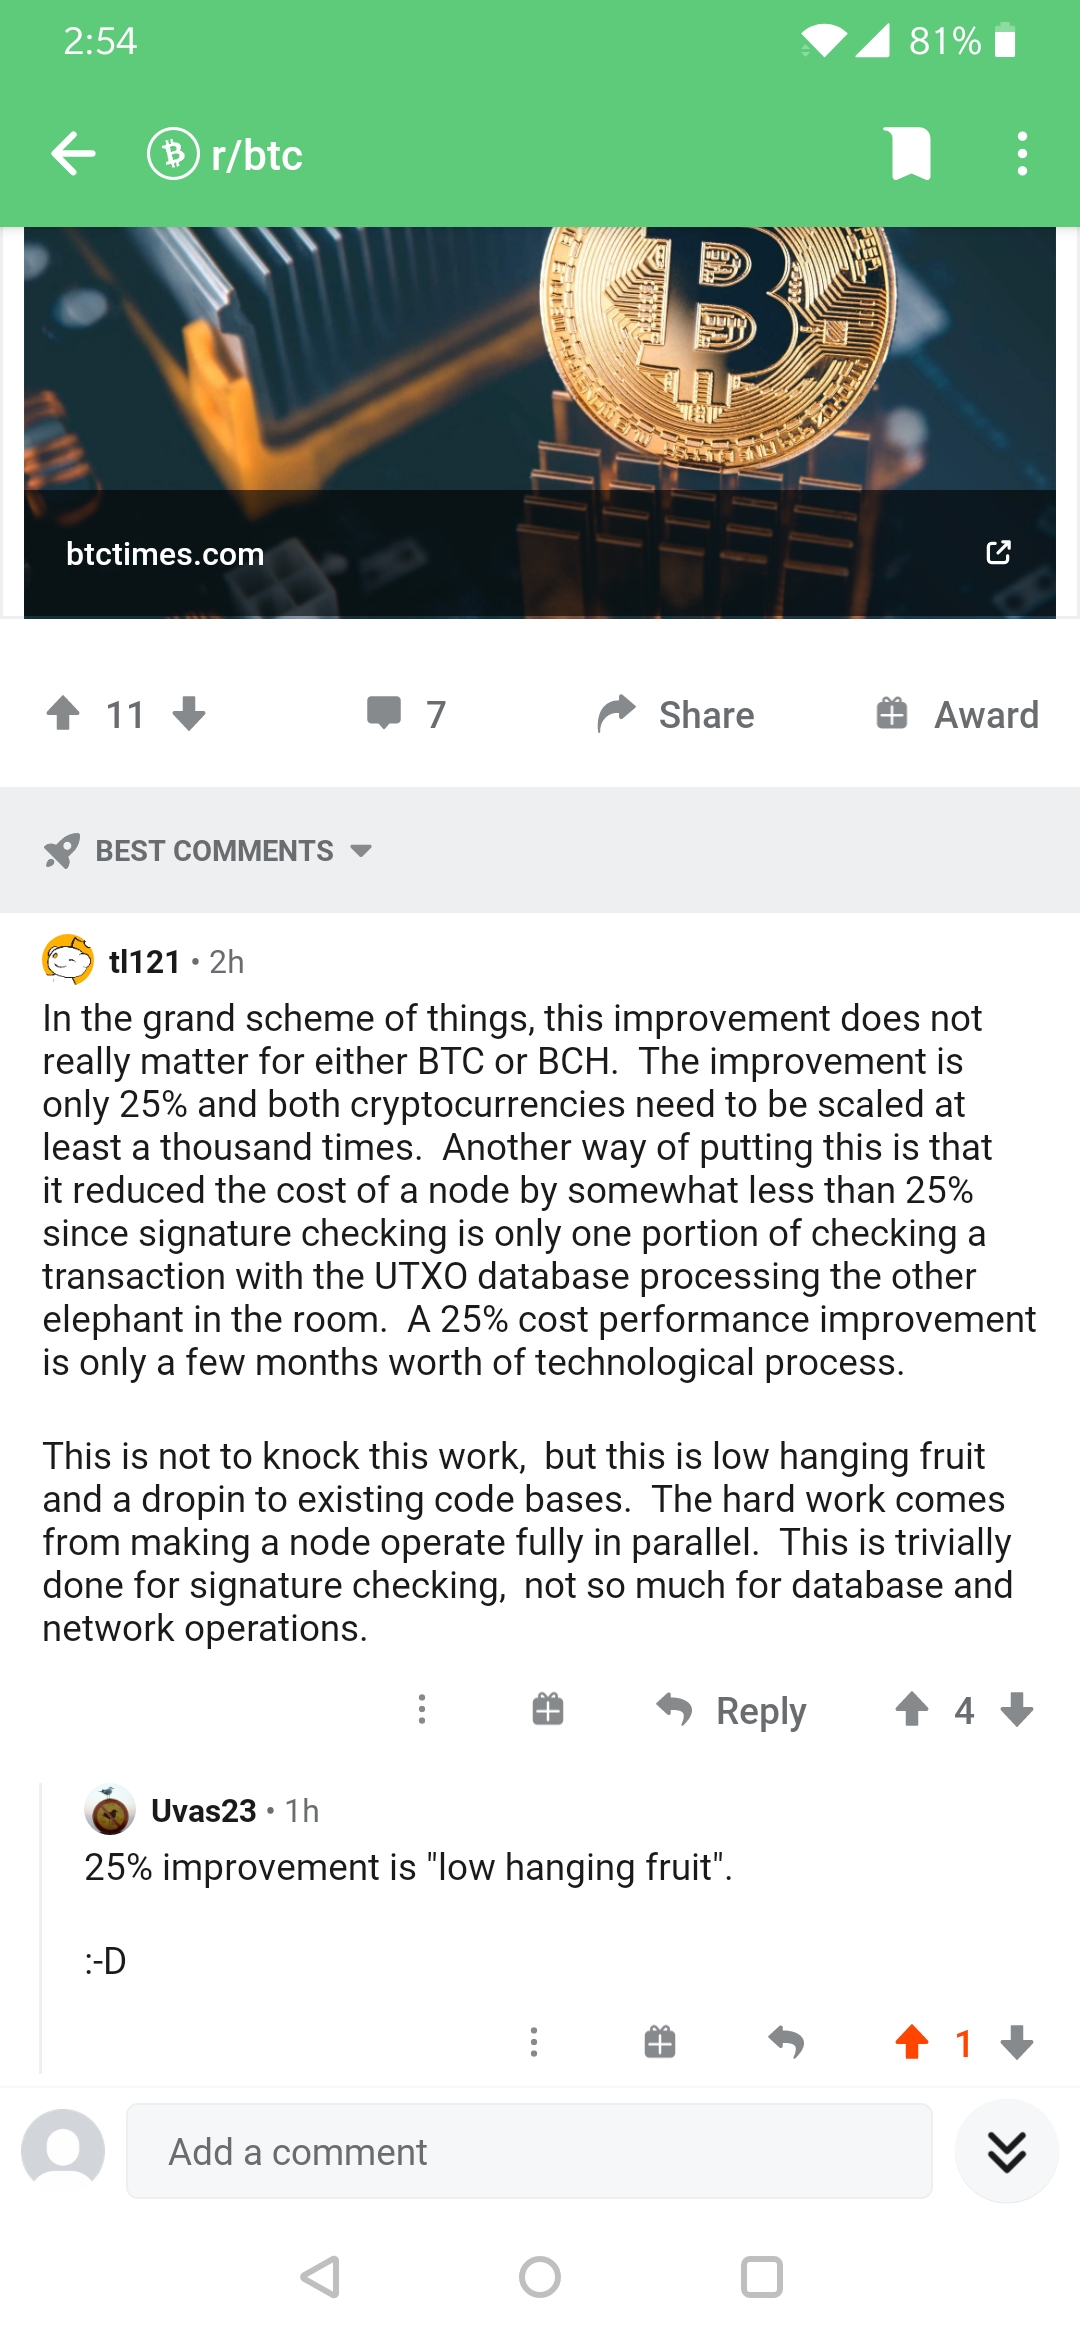 2:54
81%
r/btc
btctimes.com
11
7
Share
Award
BEST COMMENTS
tl121 • 2h
In the grand scheme of things, this improvement does not
really matter for either BTC or BCH.  The improvement is
only 25% and both cryptocurrencies need to be scaled at
least a thousand times.  Another way of putting this is that
it reduced the cost of a node by somewhat less than 25%
since signature checking is only one portion of checking a
transaction with the UTXO database processing the other
elephant in the room.  A 25% cost performance improvement
is only a few months worth of technological process.
This is not to knock this work,  but this is low hanging fruit
and a dropin to existing code bases.  The hard work comes
from making a node operate fully in parallel.  This is trivially
done for signature checking,  not so much for database and
network operations.
Reply
4
Uvas23 • 1h
25% improvement is "low hanging fruit".
:-D
1
Add a comment